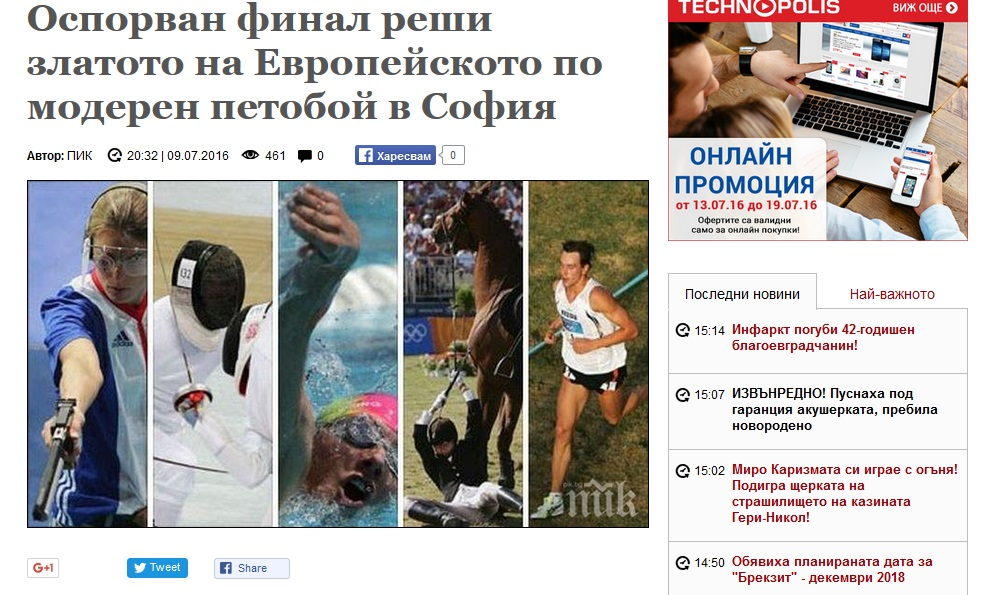 Оспорван финал реши
златото на Европейското по
модерен петобой в София
Автор: ПИК 20:32 | 09.07.2016 461 0 Харесвам 0
132
pik.bg
пик
G+1 Tweet Share
TECHNOPOLIS ВИЖ ОЩЕ
ОНЛАЙН
ПРОМОЦИЯ
от 13.07.16 до 19.07.16
Офертите са валидни
само за онлайн покупки!
Последни новини Най-важното
15:14 Инфаркт погуби 42-годишен
благоевградчанин!
15:07 ИЗВЪНРЕДНО! Пуснаха под
гаранция акушерката, пребила
новородено
15:02 Миро Каризмата си играе с огъня!
Подигра щерката на
страшилището на казината
Гери-Никол!
14:50 Обявиха планираната дата за
"Брекзит" - декември 2018